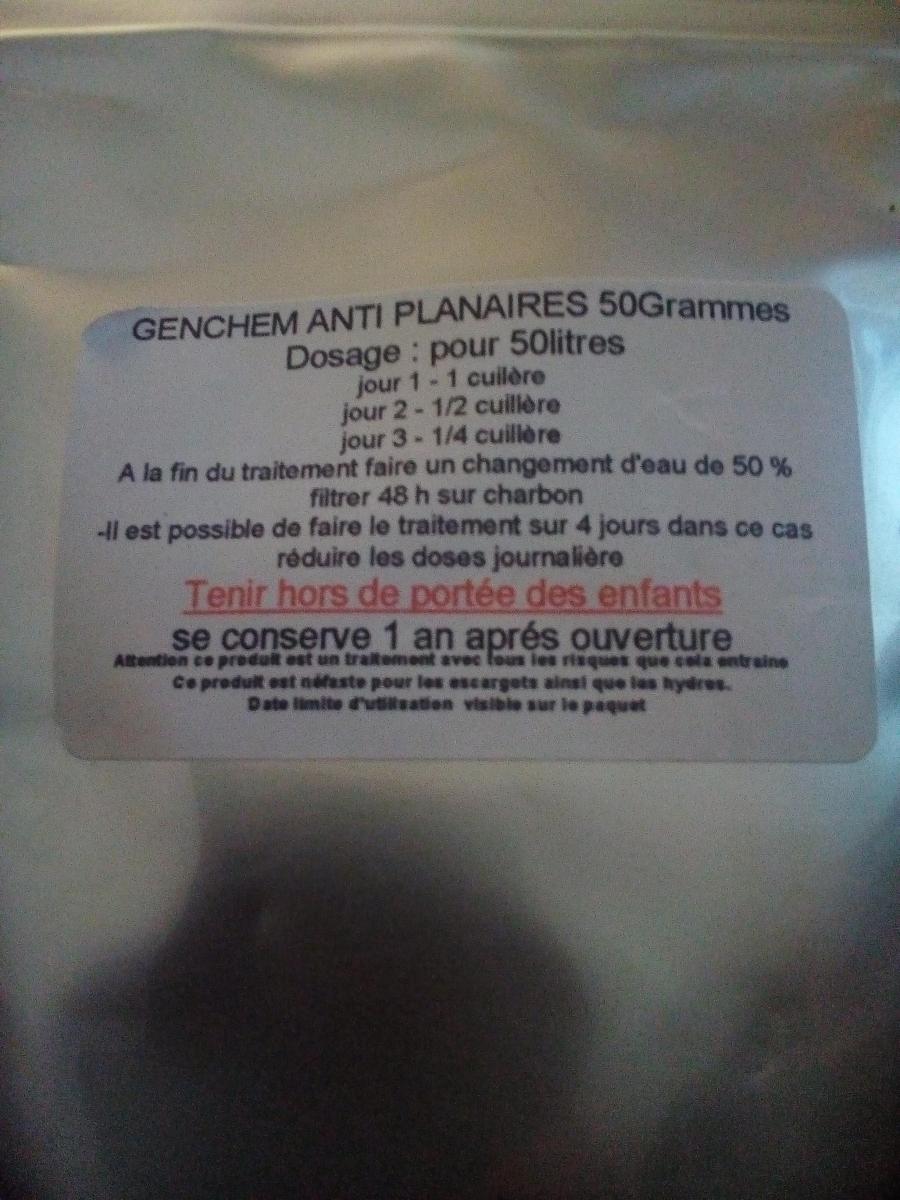 GENCHEM ANTI PLANAIRES 50Grammes
Dosage : pour 50litres
jour 1 - 1 cuilère
jour 2 - 1/2 cuillère
jour 3 - 1/4 cuillère
A la fin du traitement faire un changement d'eau de 50 %
filtrer 48 h sur charbon
-Il est possible de faire le traitement sur 4 jours dans ce cas
réduire les doses journalière
Tenir hors de portée des enfants
se conserve 1 an aprés ouverture
Attention ce produit est un traitement avec tous les risques que cela entraine
Ce produit est néfaste pour les escargots ainsi que les hydres.
Date limite d'utilisation visible sur le paquet